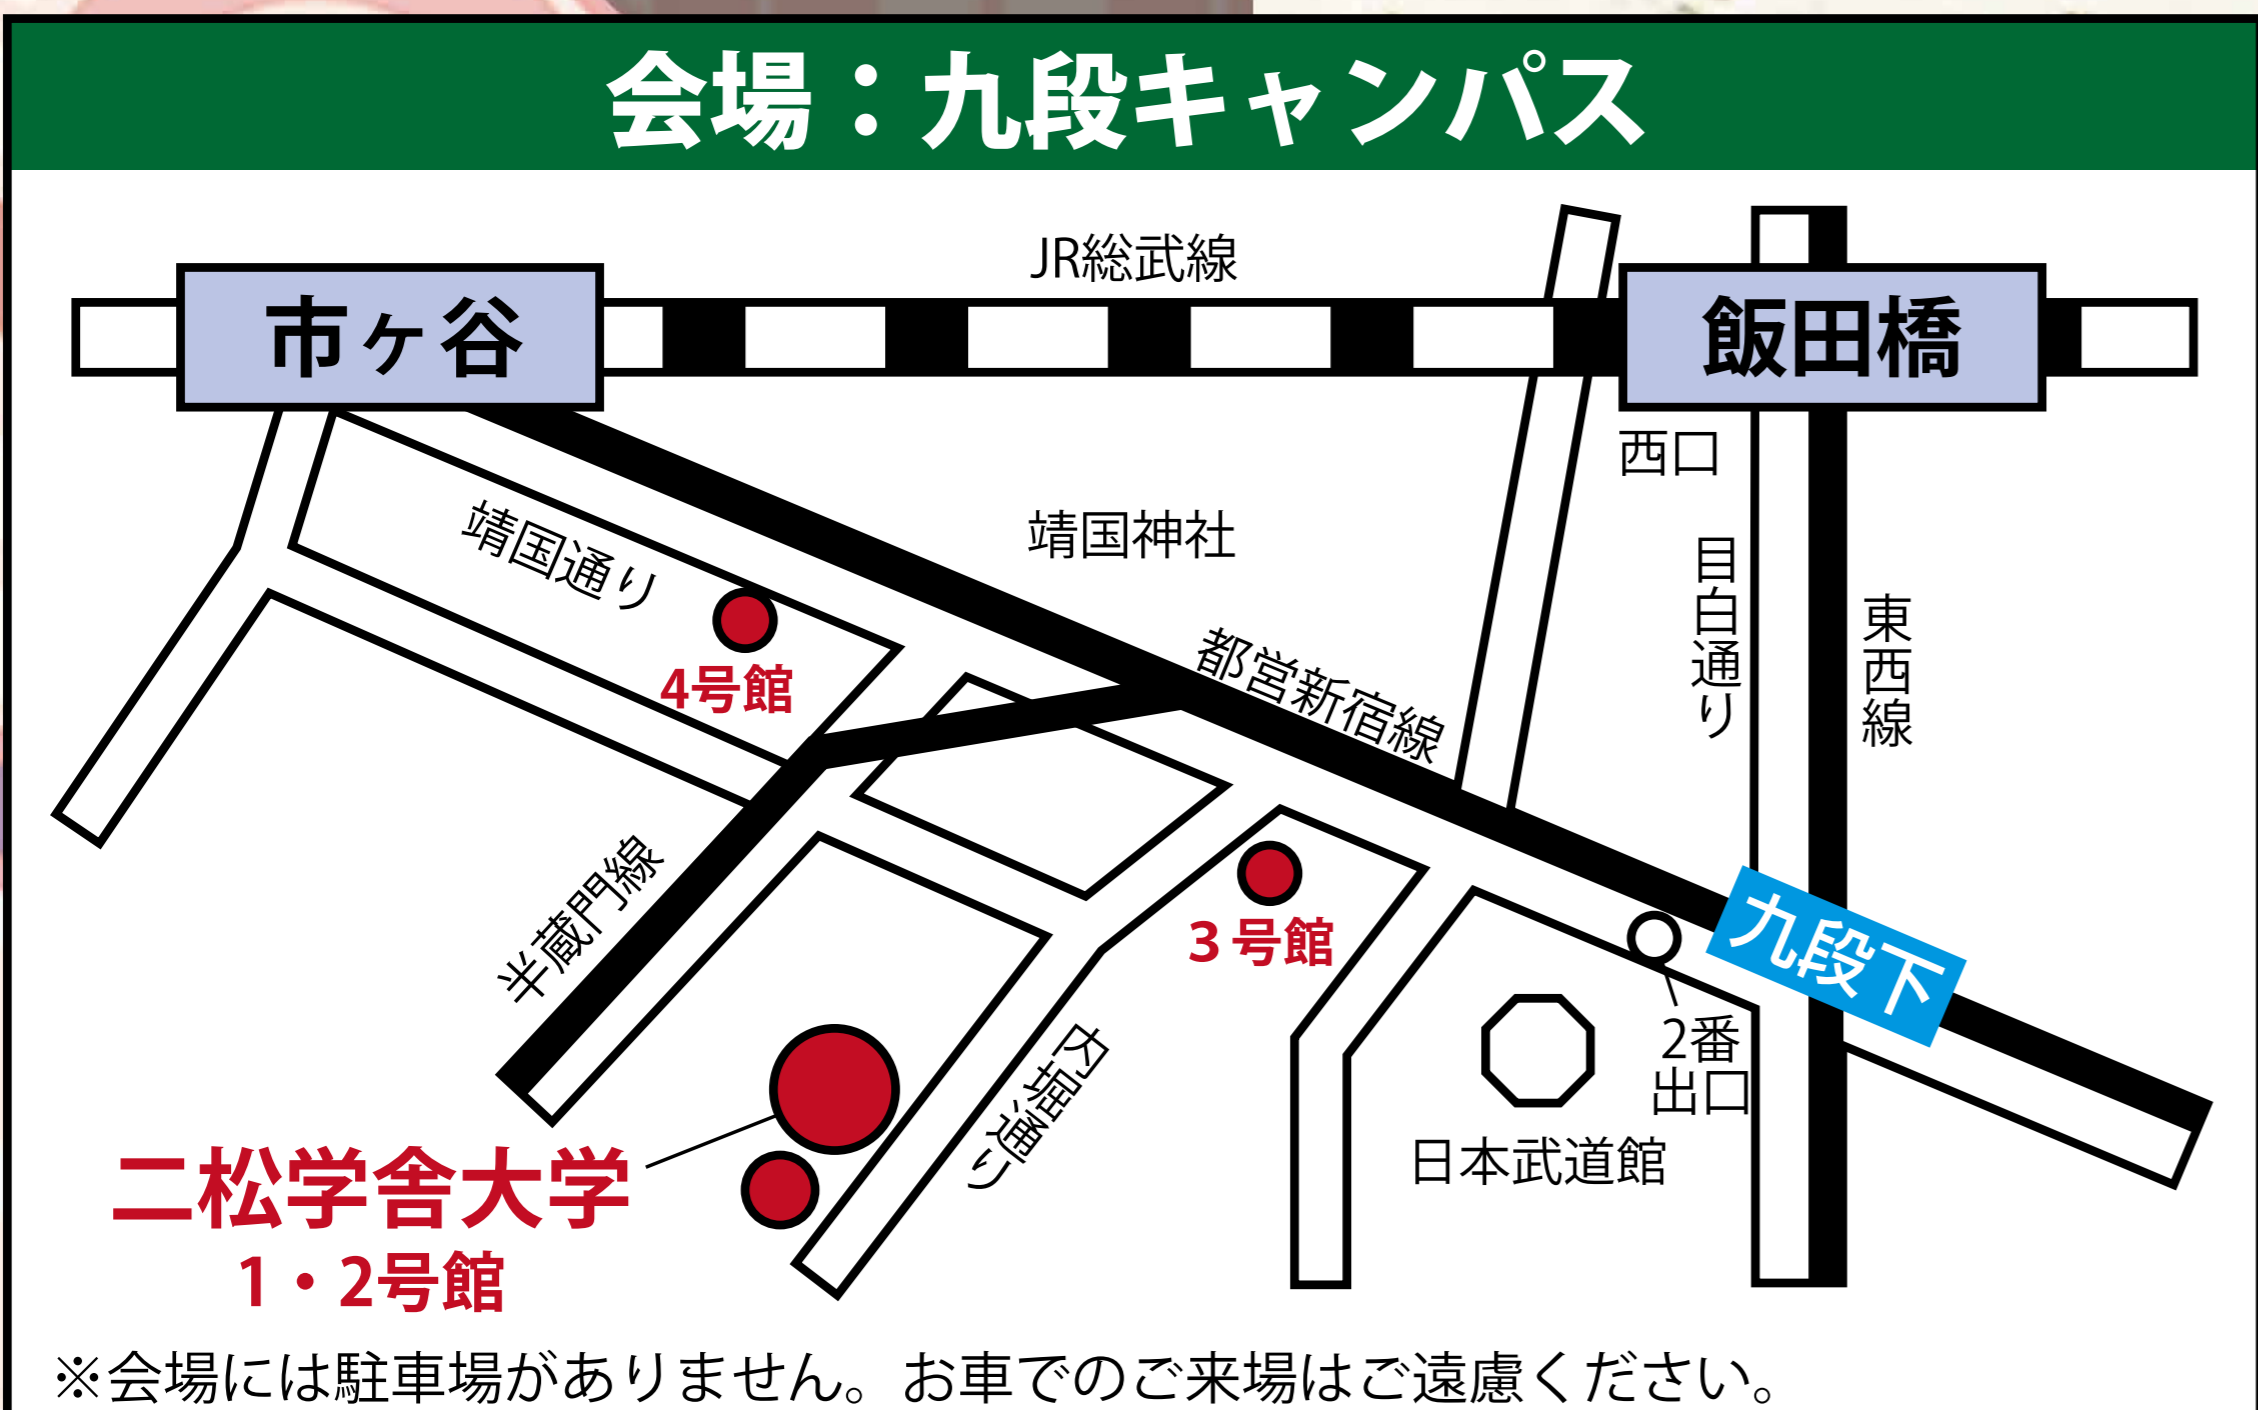 会場：九段キャンパス
JR総武線
市ヶ谷
飯田橋
西口
靖国通り
靖国神社
目白通り
東西線
4号館
都営新宿線
半蔵門線
3号館
九段下
2番
出口
内堀通り
日本武道館
二松学舎大学
1・2号館
※会場には駐車場がありません。お車でのご来場はご遠慮ください。